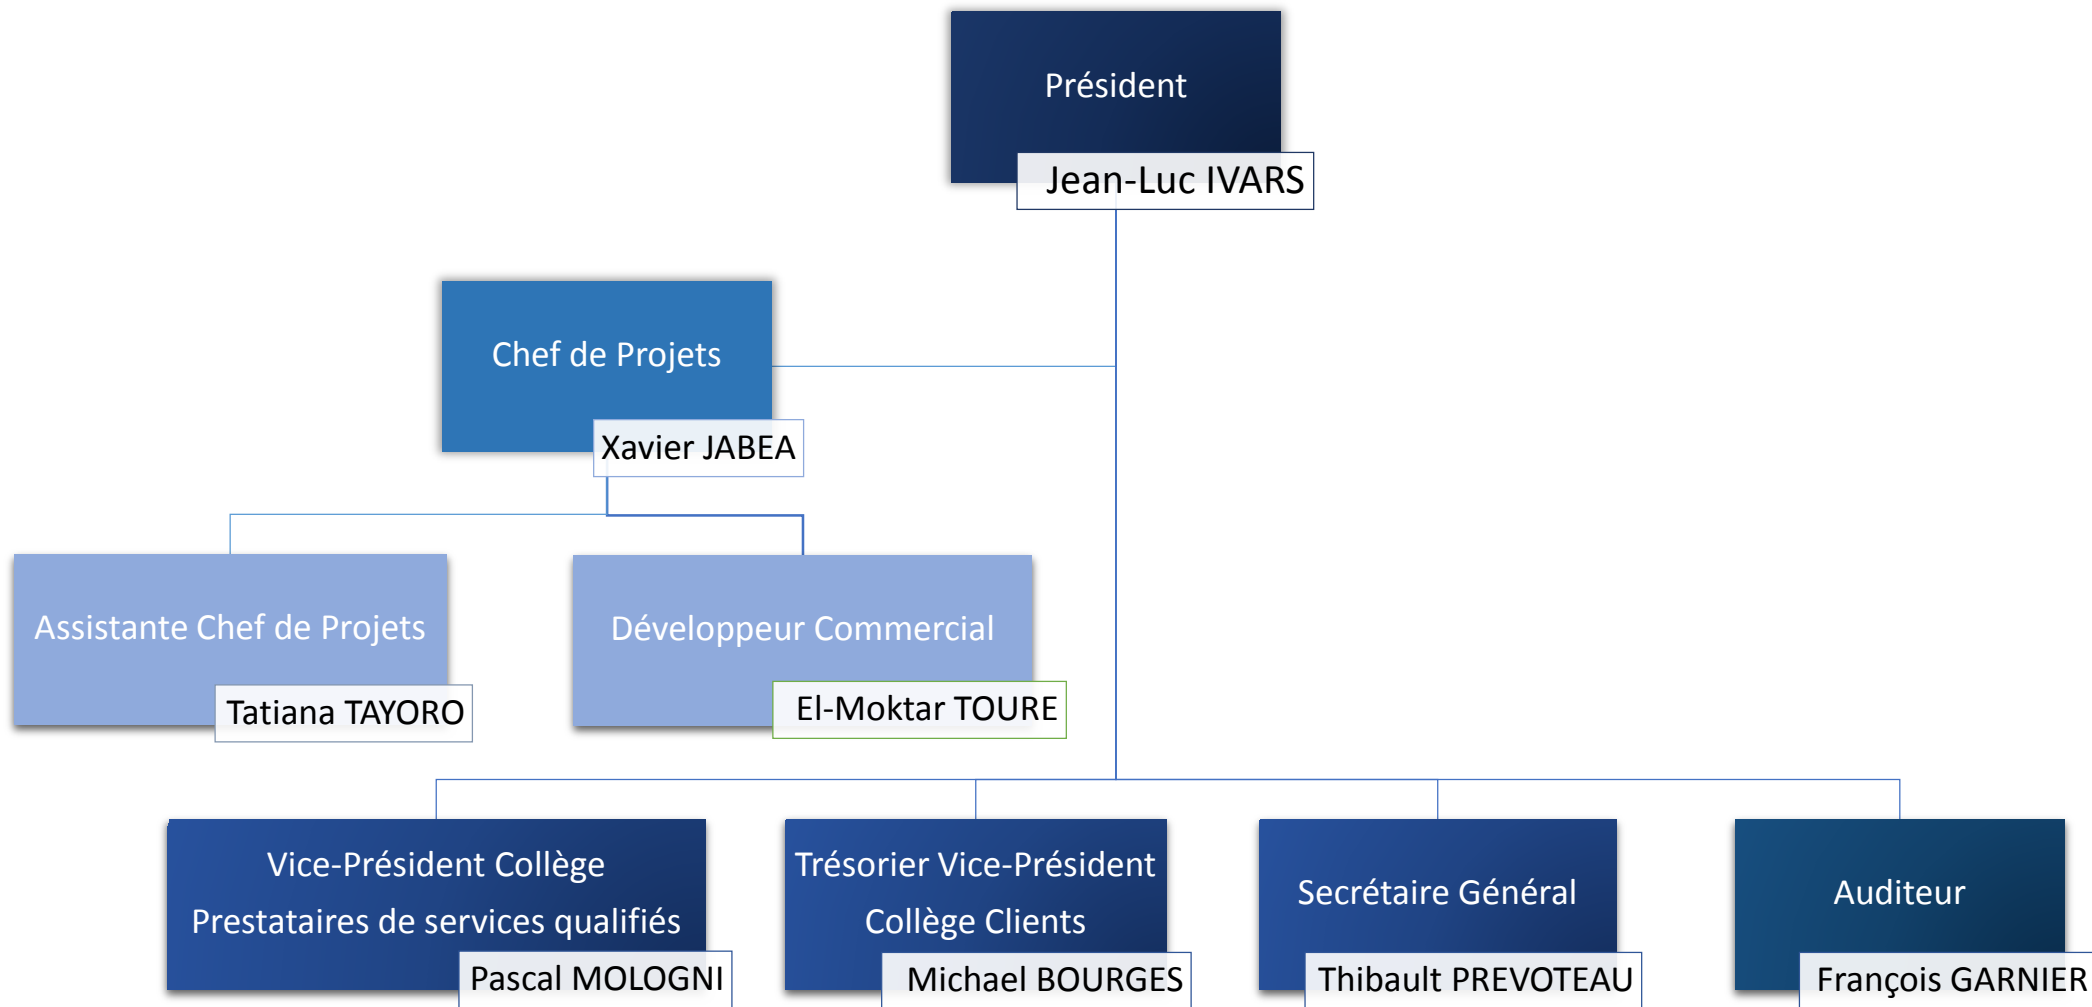 Président
Jean-Luc IVARS
Chef de Projets
Xavier JABEA
Assistante Chef de Projets
Tatiana TAYORO
Développeur Commercial
El-Moktar TOURE
Vice-Président Collège
Prestataires de services qualifiés
Pascal MOLOGNI
Trésorier Vice-Président
Collège Clients
Michael BOURGES
Secrétaire Général
Thibault PREVOTEAU
Auditeur
François GARNIER